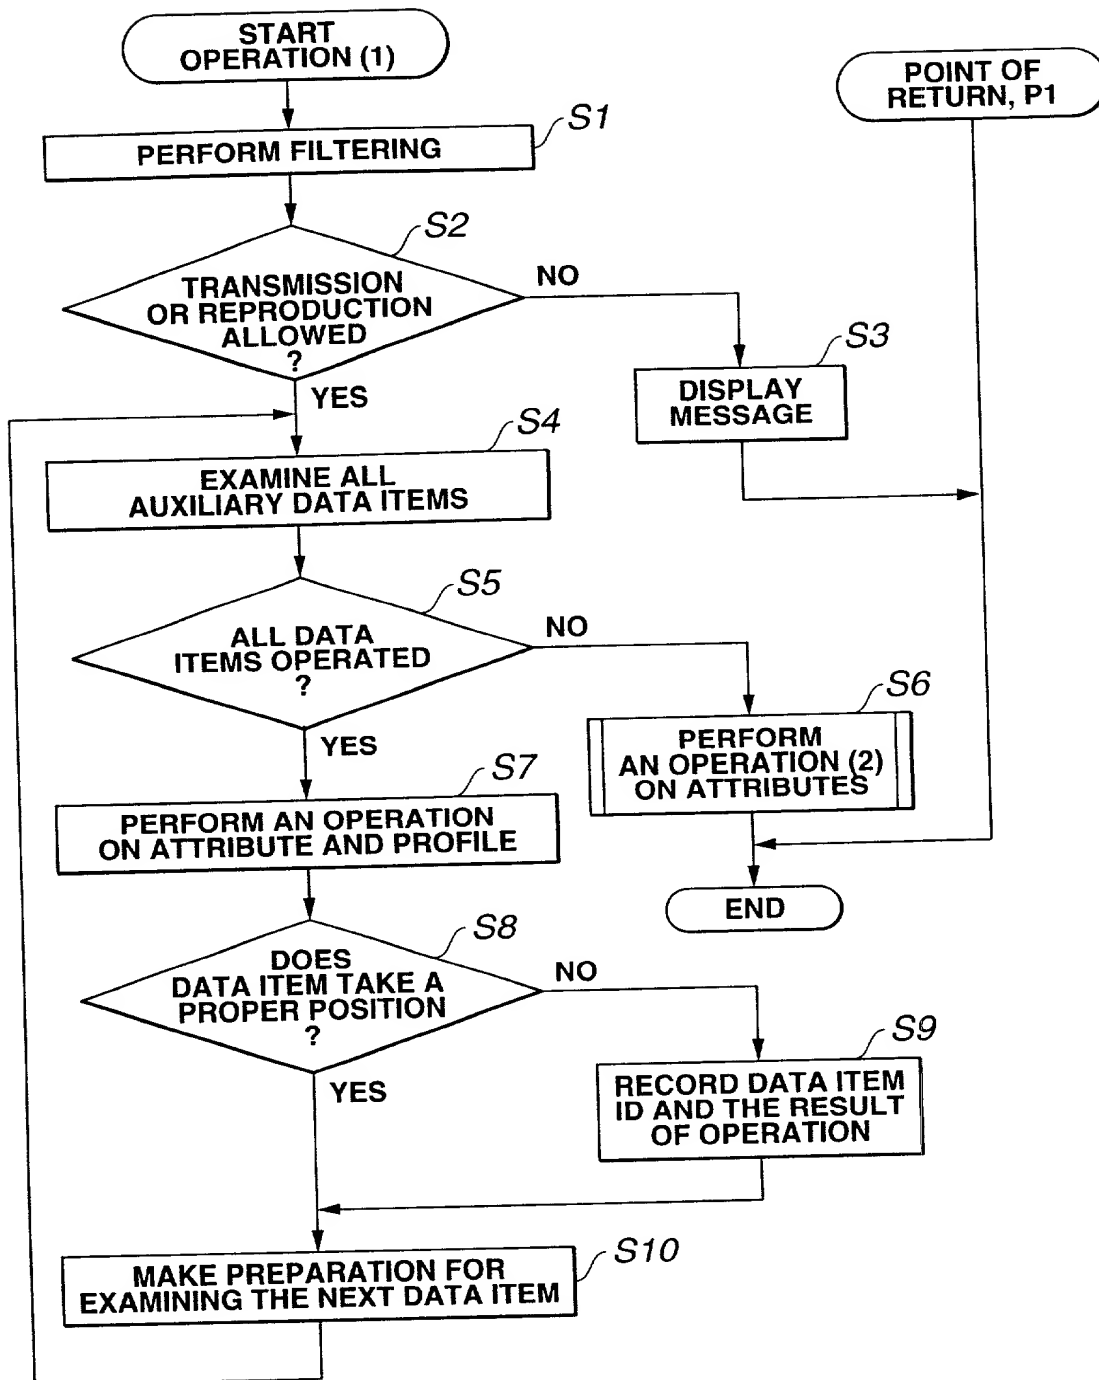 START
OPERATION (1)
POINT OF
RETURN, P1
S1
PERFORM FILTERING
S2
TRANSMISSION
OR REPRODUCTION
ALLOWED
?
NO
YES
S3
DISPLAY
MESSAGE
S4
EXAMINE ALL
AUXILIARY DATA ITEMS
S5
ALL DATA
ITEMS OPERATED
?
NO
YES
S6
PERFORM
AN OPERATION (2)
ON ATTRIBUTES
S7
PERFORM AN OPERATION
ON ATTRIBUTE AND PROFILE
END
S8
DOES
DATA ITEM TAKE A
PROPER POSITION
?
NO
YES
S9
RECORD DATA ITEM
ID AND THE RESULT
OF OPERATION
S10
MAKE PREPARATION FOR
EXAMINING THE NEXT DATA ITEM